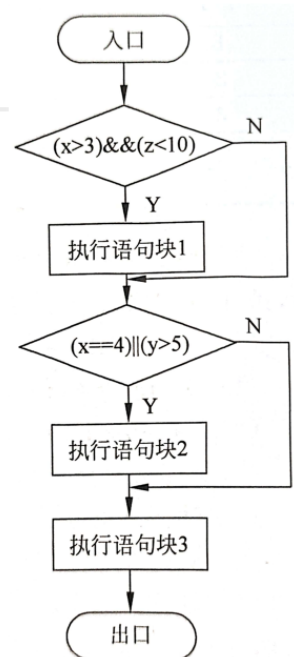 入口
(x>3)&&(z<10)
N
Y
执行语句块1
(x==4)||(y>5)
N
Y
执行语句块2
执行语句块3
出口